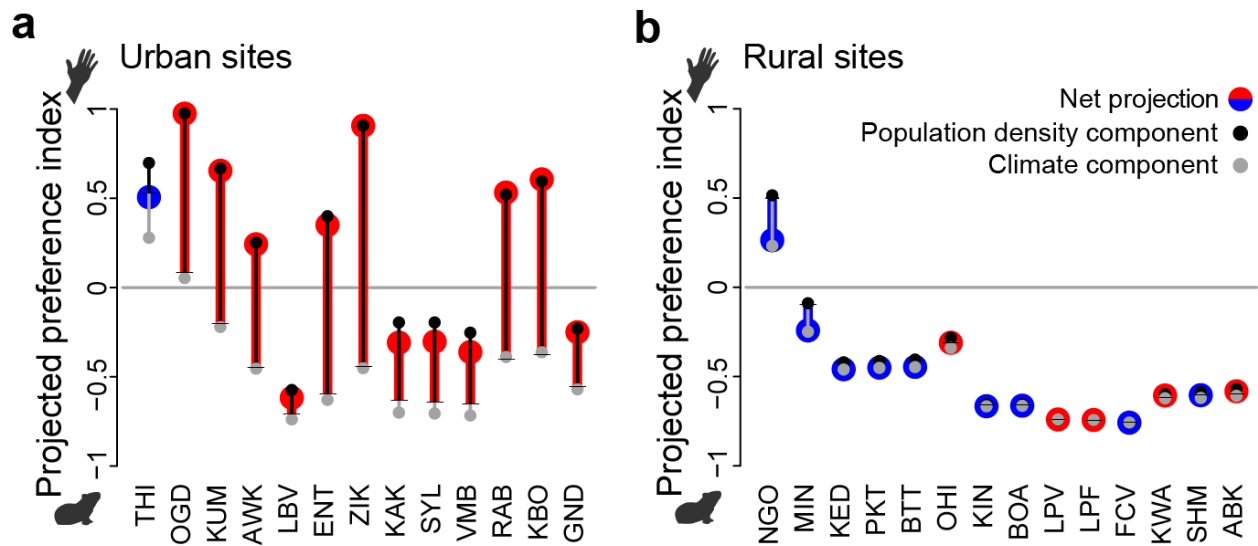 a
Urban sites
Projected preference index
1
0.5
0
−0.5
−1
THI
OGD
KUM
AWK
LBV
ENT
ZIK
KAK
SYL
VMB
RAB
KBO
GND
b
Rural sites
Net projection
Population density component
Climate component
Projected preference index
1
0.5
0
−0.5
−1
NGO
MIN
KED
PKT
BTT
OHI
KIN
BOA
LPV
LPF
FCV
KWA
SHM
ABK